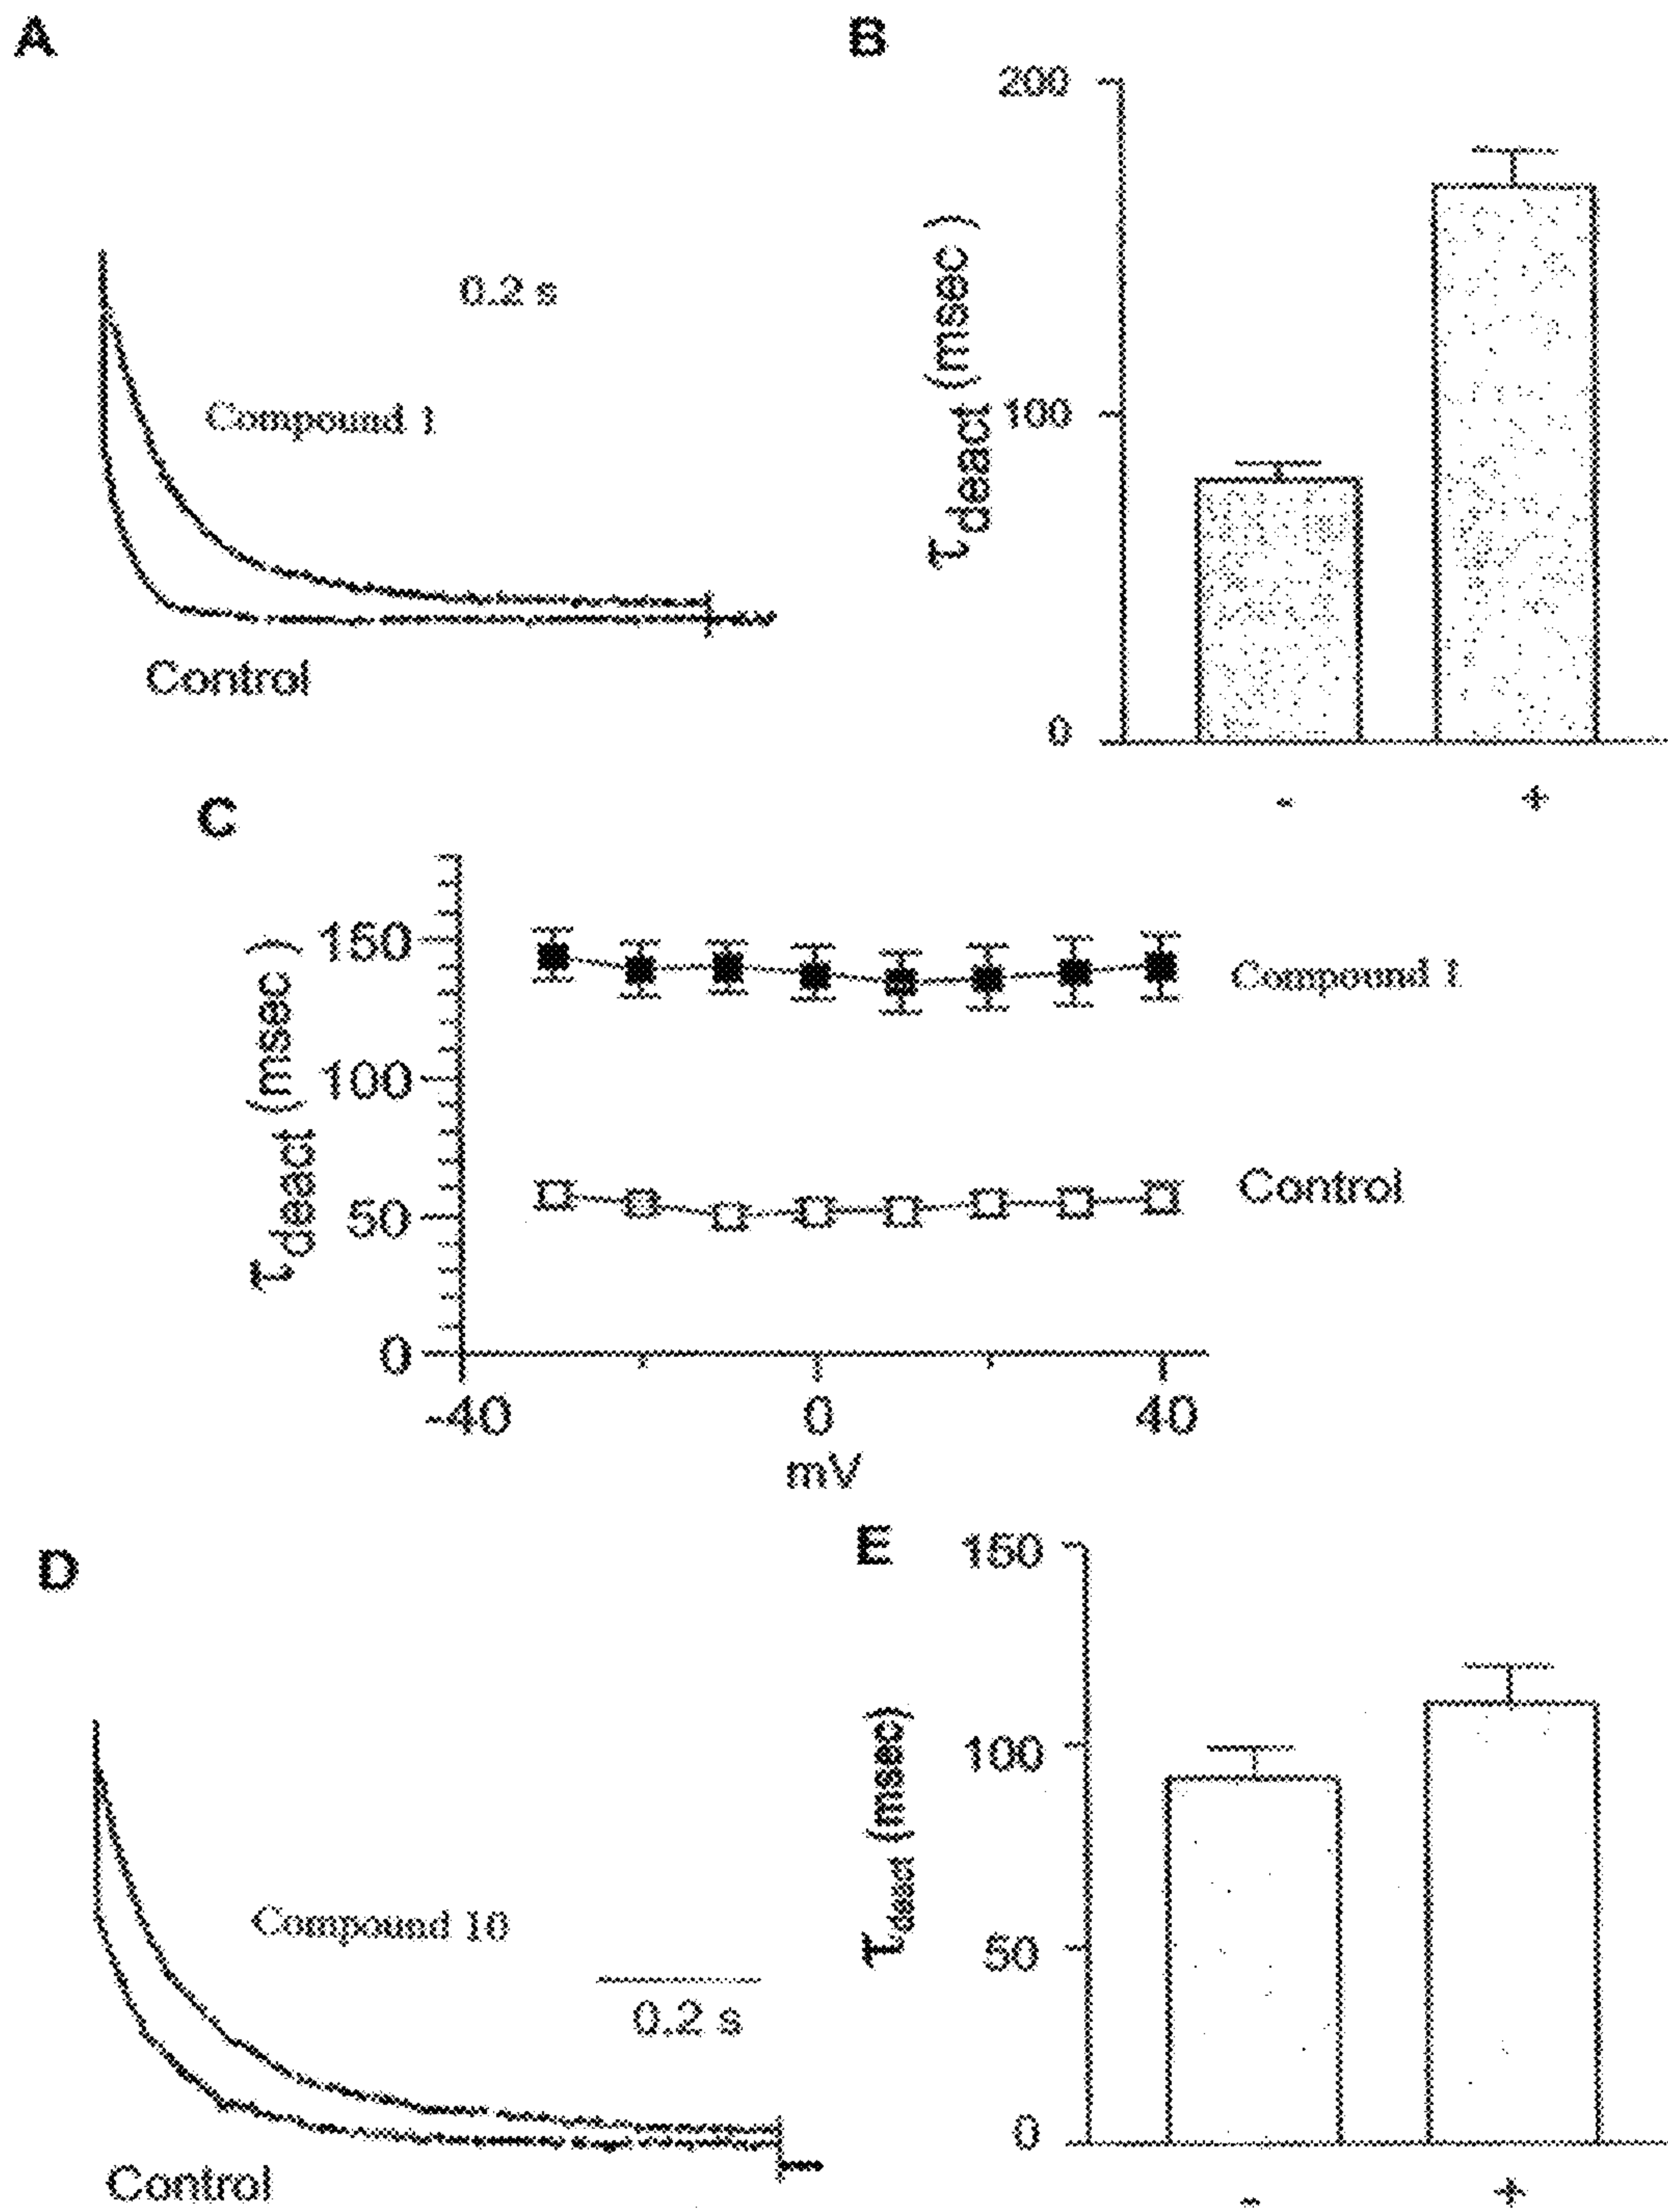 A
0.2 s
Compound 1
Control
B
200
100
0
τdeact (msec)
-
+
C
150
100
50
0
τdeact (msec)
Compound 1
Control
-40
0
40
mV
D
Compound 10
0.2 s
Control
E
150
100
50
0
τdeact (msec)
-
+